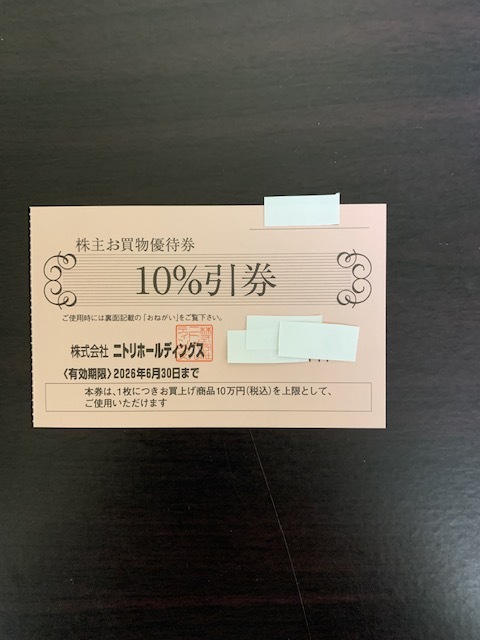 株主お買物優待券
10%引券
ご使用時には裏面記載の「おねがい」をご覧下さい。
株式会社 ニトリホールディングス
〈有効期限〉2026年6月30日まで
本券は、1枚につきお買上げ商品10万円(税込)を上限として、
ご使用いただけます